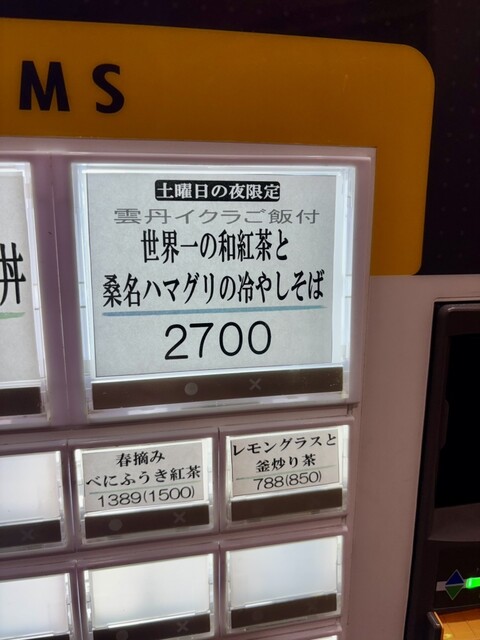 MS
土曜日の夜限定
雲丹イクラご飯付
世界一の和紅茶と
桑名ハマグリの冷やしそば
2700
丼
春摘み
べにふうき紅茶
1389(1500)
レモングラスと
釜炒り茶
788(850)